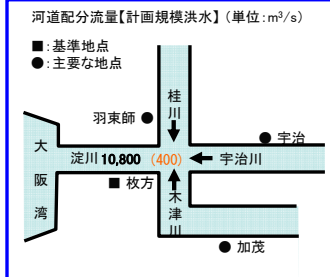 河道配分流量【計画規模洪水】(単位:m³/s)
■:基準地点
●:主要な地点
桂川
羽束師●
●宇治
大阪湾
淀川 10,800 (400)
宇治川
■枚方
木津川
●加茂